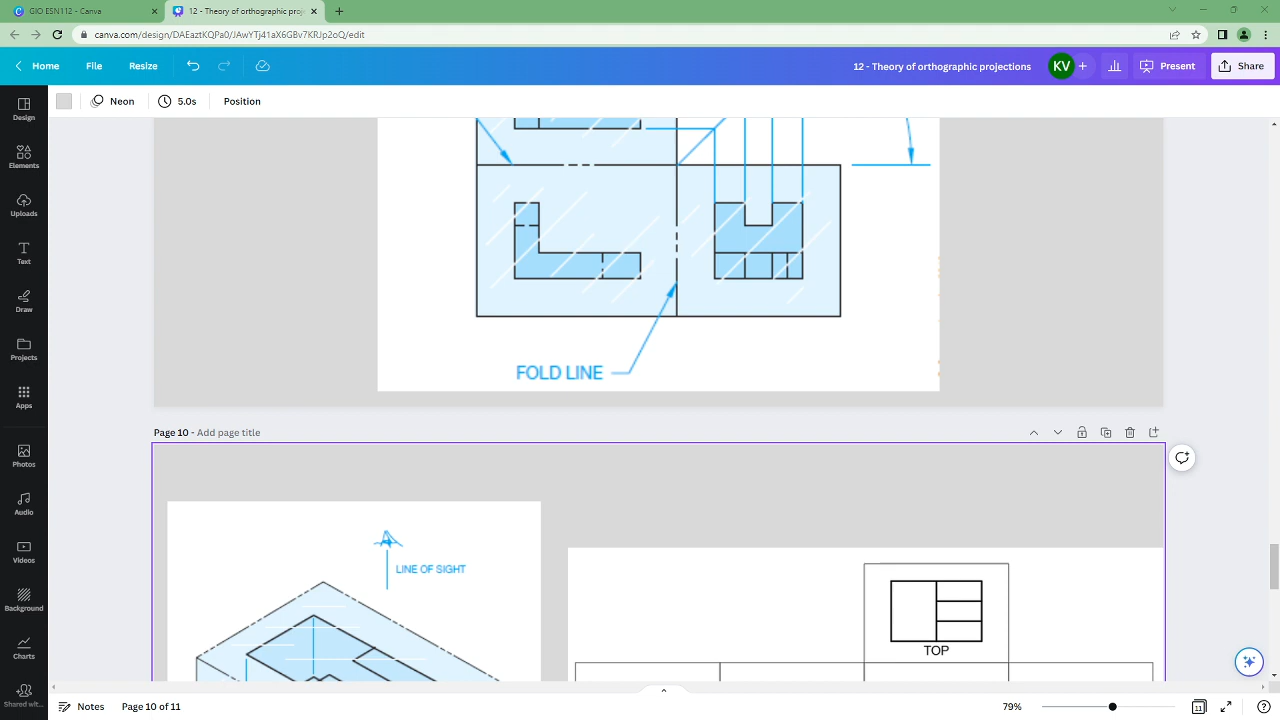 GIO ESN112 - Canva
12 - Theory of orthographic proj
canva.com/design/DAEaztKQPa0/JAwYTj41aX6GBv7KRJp2oQ/edit
Home
File
Resize
12 - Theory of orthographic projections
KV
Present
Share
Neon
5.0s
Position
Design
Elements
Uploads
Text
Draw
Projects
Apps
Photos
Audio
Videos
Background
Charts
Shared wit...
FOLD LINE
Page 10 - Add page title
LINE OF SIGHT
TOP
Notes
Page 10 of 11
79%
11